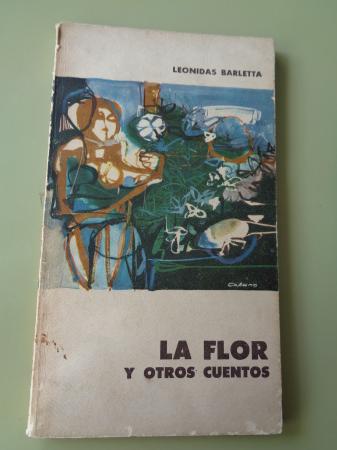 LEONIDAS BARLETTA
LA FLOR
Y OTROS CUENTOS